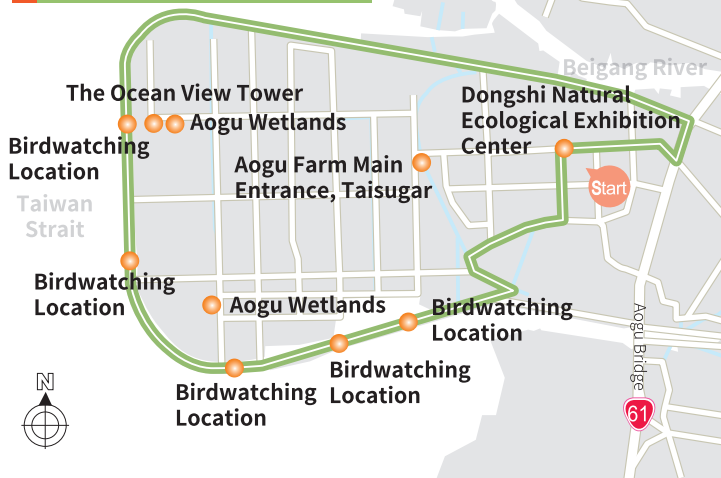 Beigang River
The Ocean View Tower
Dongshi Natural
Ecological Exhibition
Center
Aogu Wetlands
Birdwatching
Location
Aogu Farm Main
Entrance, Taisugar
Start
Taiwan
Strait
Birdwatching
Location
Aogu Wetlands
Birdwatching
Location
Birdwatching
Location
Birdwatching
Location
Aogu Bridge
61
N